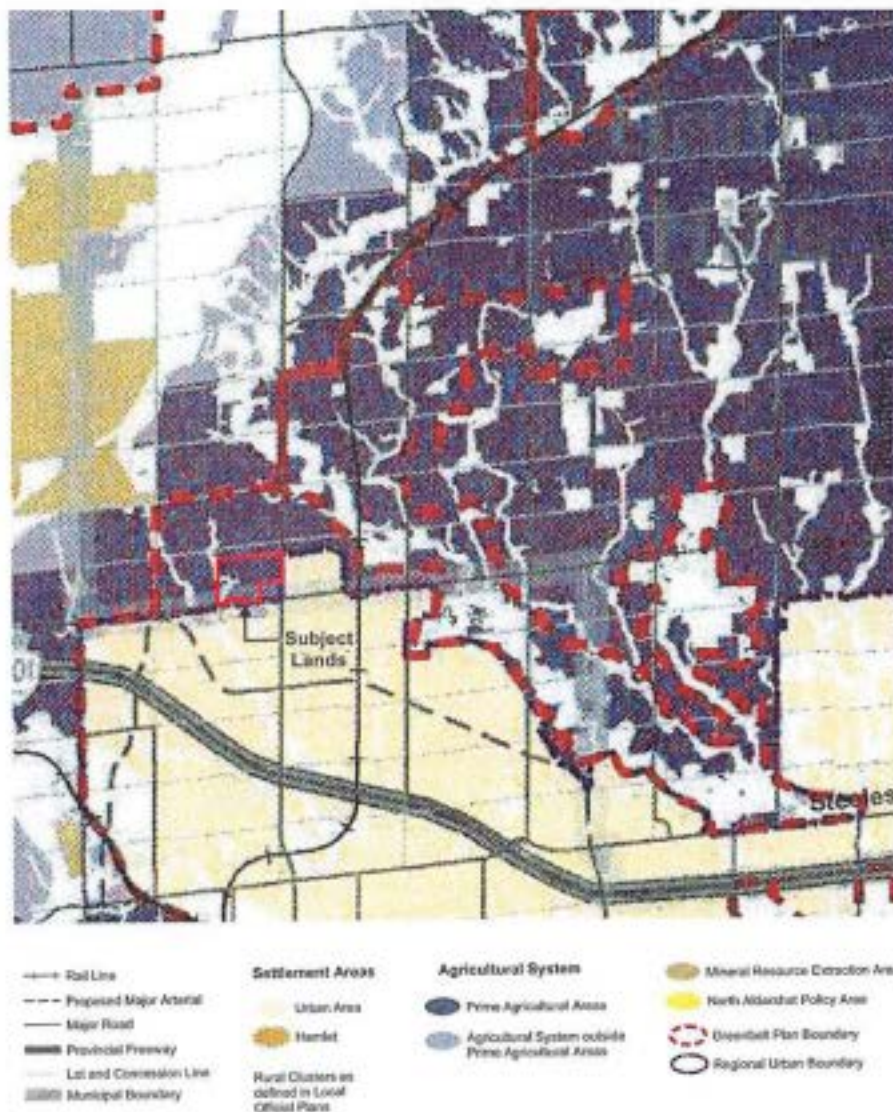 Subject
Lands
01
Steeles
Rail Line
Proposed Major Arterial
Major Road
Provincial Freeway
Lot and Concession Line
Municipal Boundary
Settlement Areas
Urban Area
Hamlet
Rural Clusters as
defined in Local
Official Plans
Agricultural System
Prime Agricultural Areas
Agricultural System outside
Prime Agricultural Areas
Mineral Resource Extraction Area
North Aldershot Policy Area
Greenbelt Plan Boundary
Regional Urban Boundary